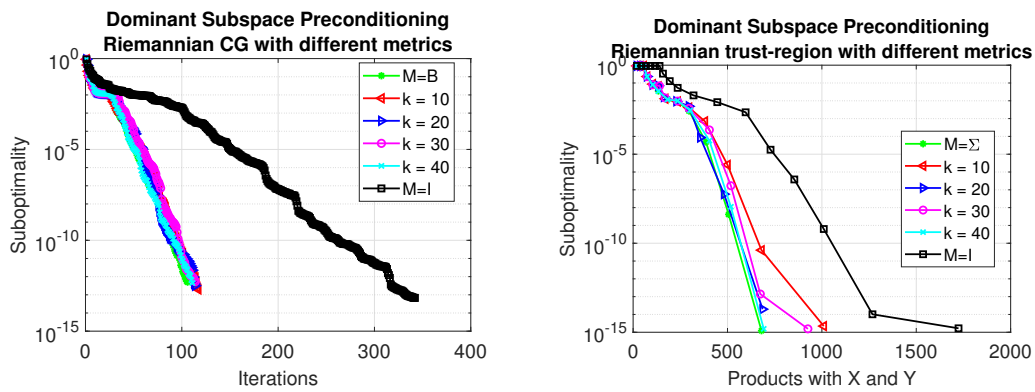 Dominant Subspace Preconditioning
Riemannian CG with different metrics
10^0
10^-5
10^-10
10^-15
Suboptimality
0
100
200
300
400
Iterations
M=B
k = 10
k = 20
k = 30
k = 40
M=I
Dominant Subspace Preconditioning
Riemannian trust-region with different metrics
10^0
10^-5
10^-10
10^-15
Suboptimality
0
500
1000
1500
2000
Products with X and Y
M=Σ
k = 10
k = 20
k = 30
k = 40
M=I